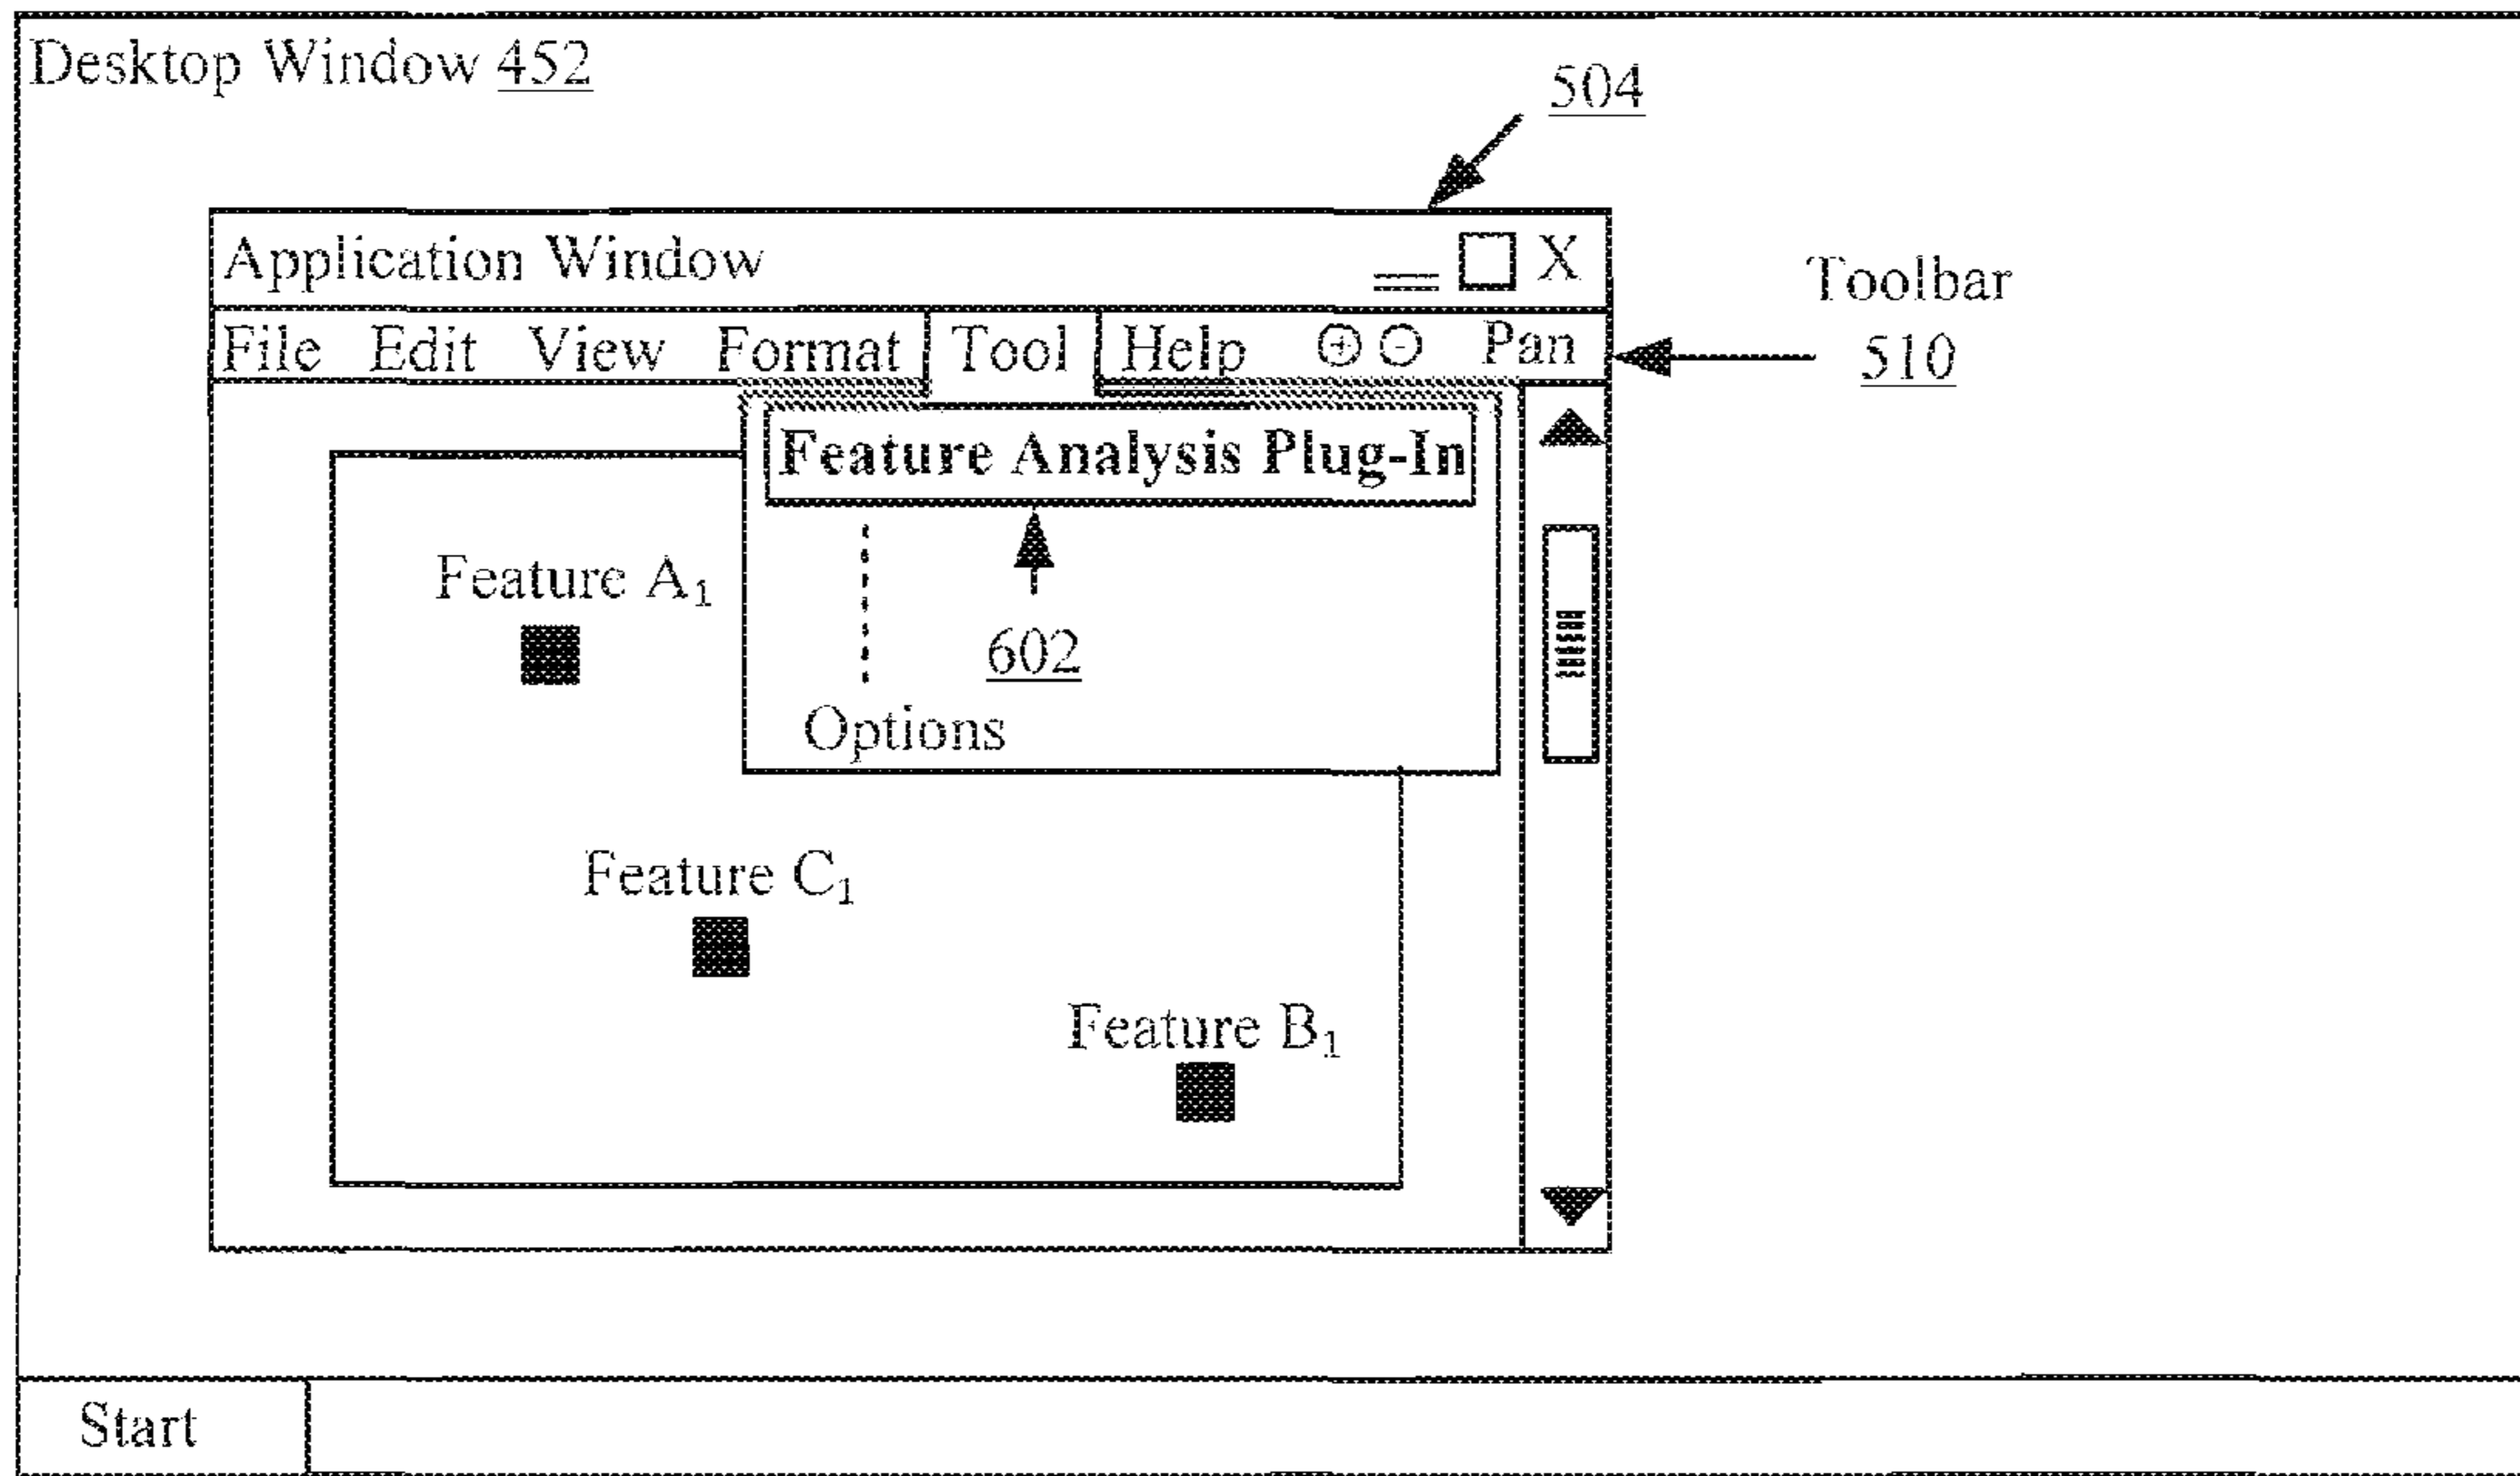 Desktop Window 452
504
Application Window X
Toolbar
510
File Edit View Format Tool Help + - Pan
Feature Analysis Plug-In
602
Options
Feature A₁
Feature C₁
Feature B₁
Start